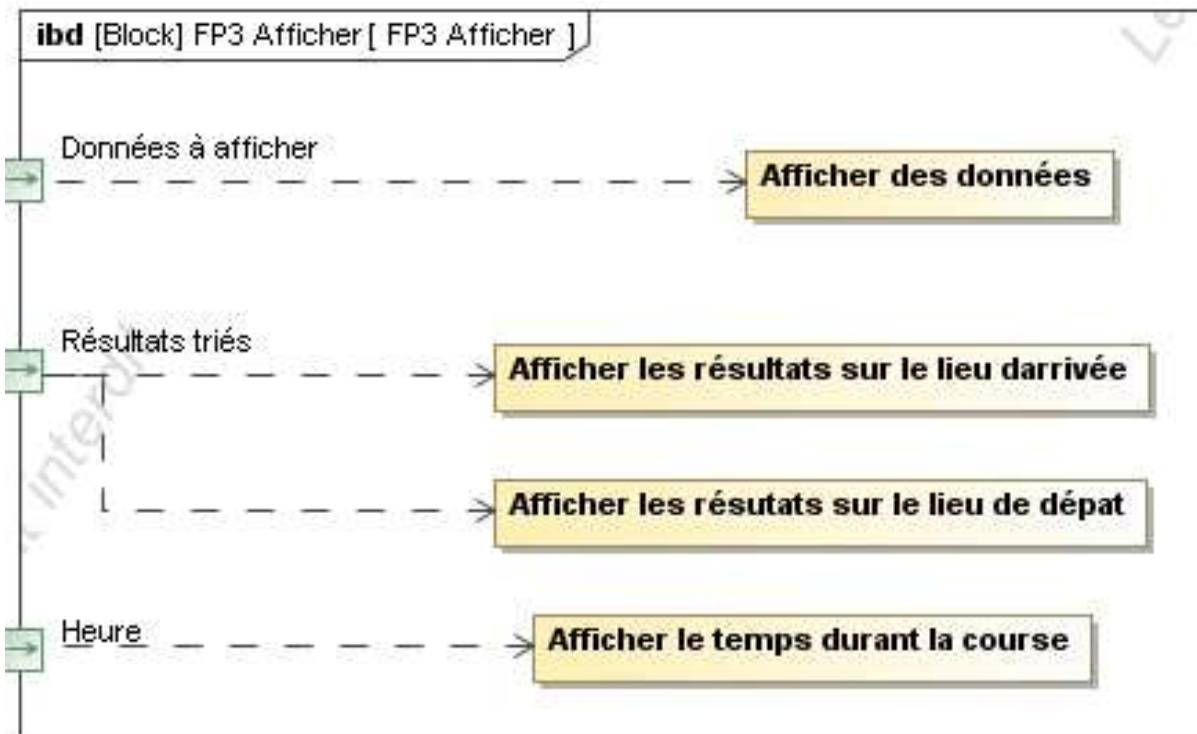 ibd [Block] FP3 Afficher [ FP3 Afficher ]
Données à afficher
Afficher des données
Résultats triés
Afficher les résultats sur le lieu darrivée
Afficher les résutats sur le lieu de dépat
Heure
Afficher le temps durant la course